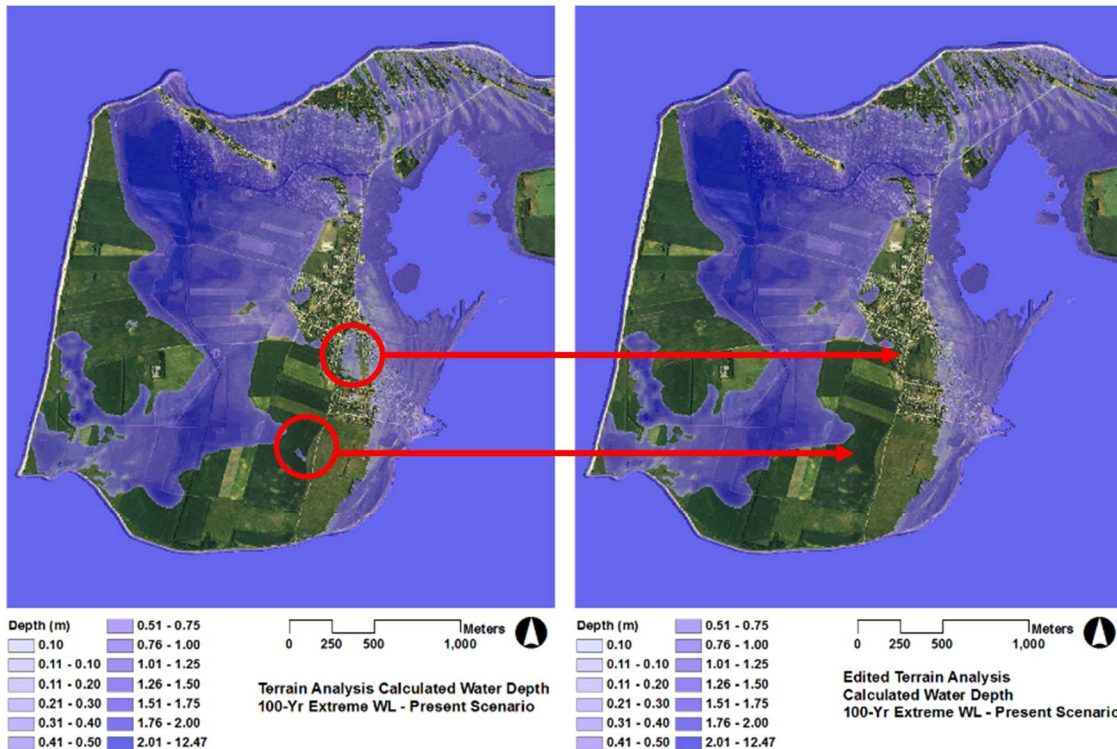 Depth (m)
0.10
0.11 - 0.10
0.11 - 0.20
0.21 - 0.30
0.31 - 0.40
0.41 - 0.50
0.51 - 0.75
0.76 - 1.00
1.01 - 1.25
1.26 - 1.50
1.51 - 1.75
1.76 - 2.00
2.01 - 12.47
Meters
0 250 500 1,000
Terrain Analysis Calculated Water Depth
100-Yr Extreme WL - Present Scenario
Depth (m)
0.10
0.11 - 0.10
0.11 - 0.20
0.21 - 0.30
0.31 - 0.40
0.41 - 0.50
0.51 - 0.75
0.76 - 1.00
1.01 - 1.25
1.26 - 1.50
1.51 - 1.75
1.76 - 2.00
2.01 - 12.47
Meters
0 250 500 1,000
Edited Terrain Analysis
Calculated Water Depth
100-Yr Extreme WL - Present Scenario